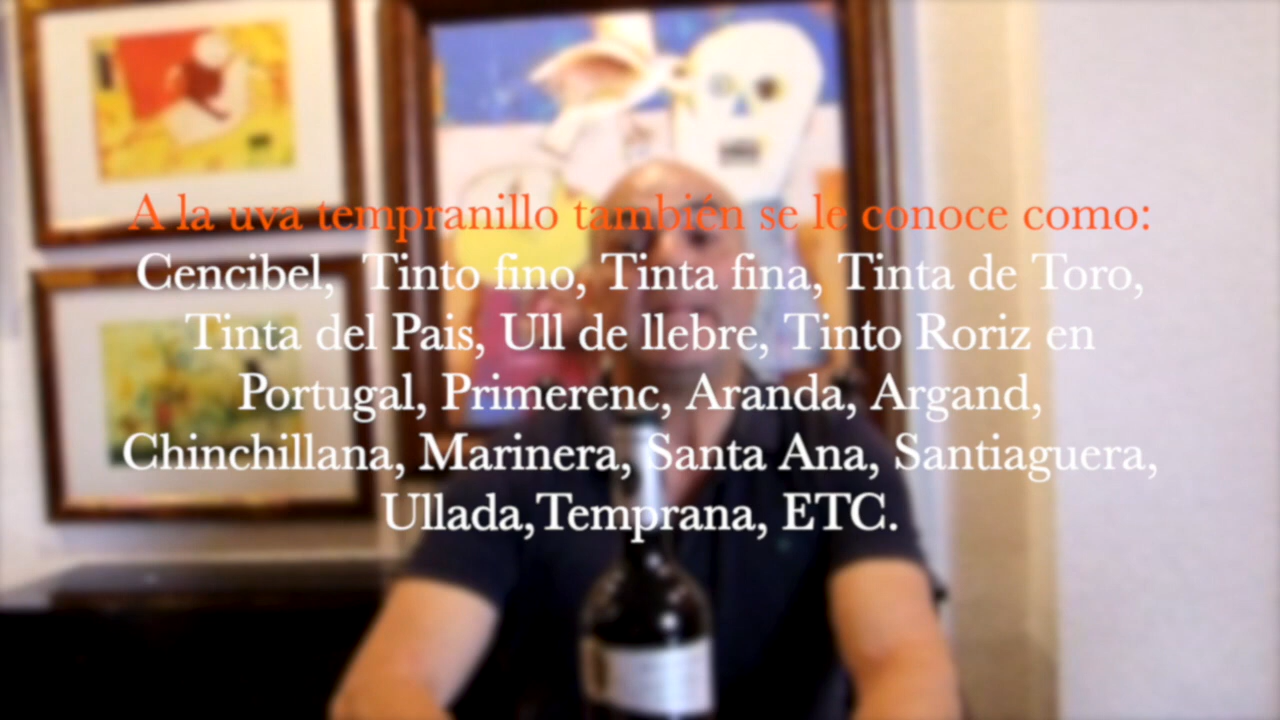 A la uva tempranillo también se le conoce como:
Cencibel, Tinto fino, Tinta fina, Tinta de Toro,
Tinta del Pais, Ull de llebre, Tinto Roriz en
Portugal, Primerenc, Aranda, Argand,
Chinchillana, Marinera, Santa Ana, Santiaguera,
Ullada,Temprana, ETC.